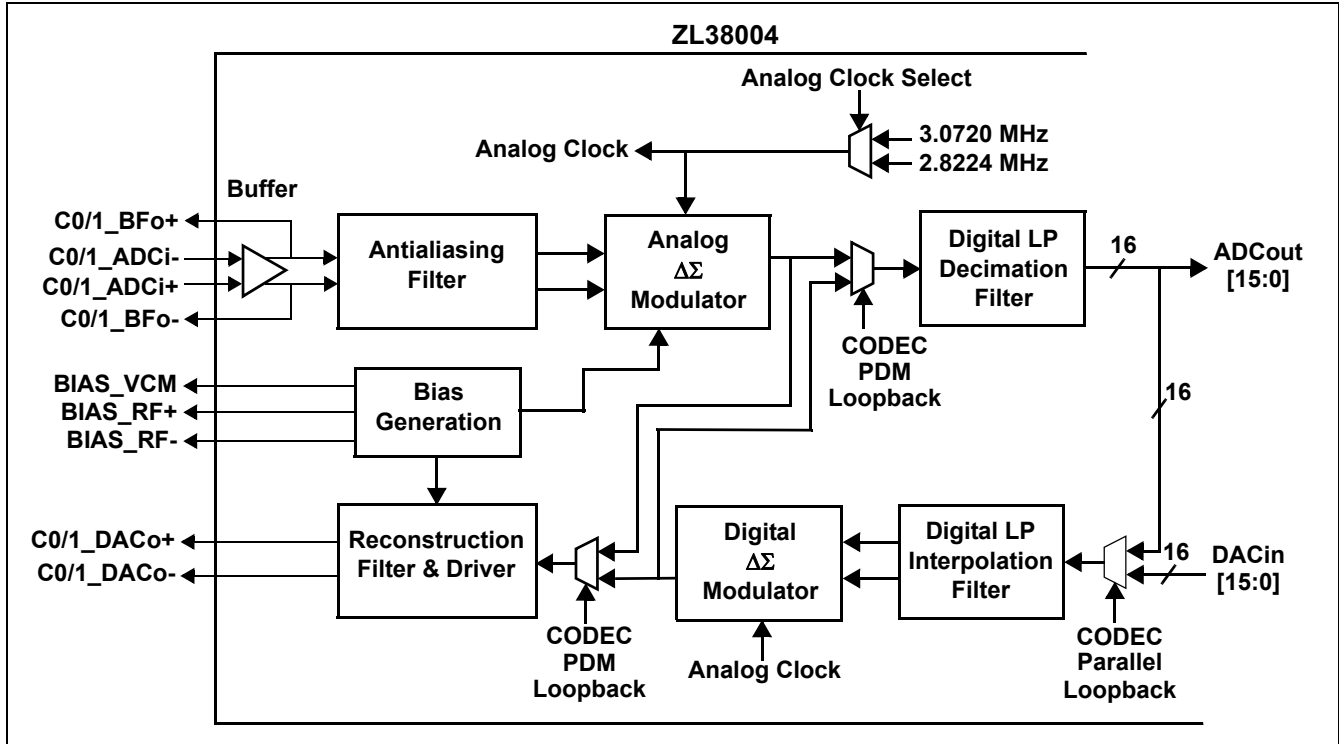 ZL38004
Analog Clock Select
3.0720 MHz
2.8224 MHz
Analog Clock
Buffer
C0/1_BFo+
C0/1_ADCi-
C0/1_ADCi+
C0/1_BFo-
Antialiasing
Filter
Analog
ΔΣ
Modulator
Digital LP
Decimation
Filter
16
ADCout
[15:0]
CODEC
PDM
Loopback
16
BIAS_VCM
BIAS_RF+
BIAS_RF-
Bias
Generation
C0/1_DACo+
C0/1_DACo-
Reconstruction
Filter & Driver
CODEC
PDM
Loopback
Digital
ΔΣ
Modulator
Analog Clock
Digital LP
Interpolation
Filter
16
DACin
[15:0]
CODEC
Parallel
Loopback